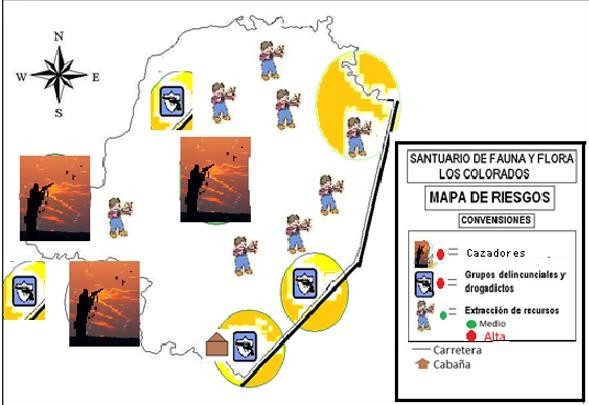 N
W E
S
SANTUARIO DE FAUNA Y FLORA
LOS COLORADOS
MAPA DE RIESGOS
CONVENSIONES
= Cazadores
= Grupos delincunciales y
drogadictos
= Extracción de recursos
Medio
Alta
Carretera
Cabaña